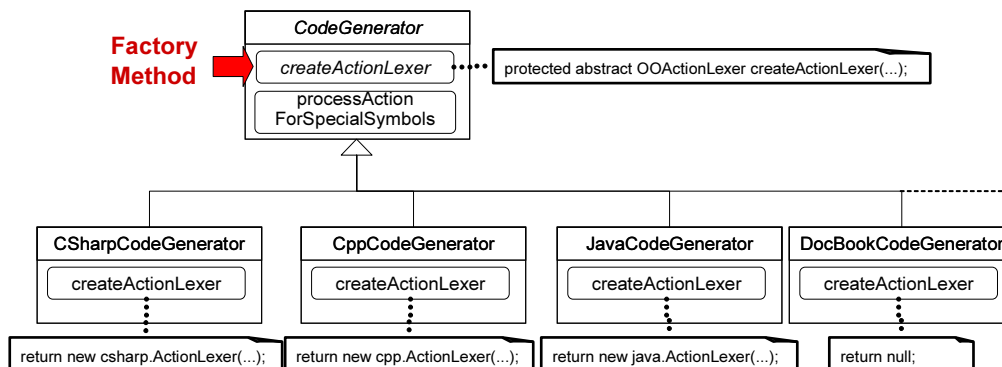 CodeGenerator
Factory
Method
createActionLexer
protected abstract OOActionLexer createActionLexer(...);
processAction
ForSpecialSymbols
CSharpCodeGenerator
CppCodeGenerator
JavaCodeGenerator
DocBookCodeGenerator
createActionLexer
createActionLexer
createActionLexer
createActionLexer
return new csharp.ActionLexer(...);
return new cpp.ActionLexer(...);
return new java.ActionLexer(...);
return null;